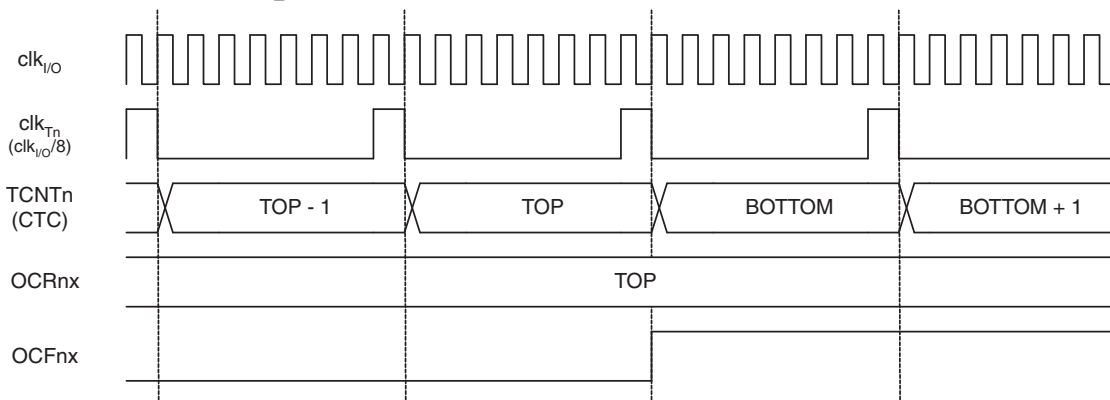 clkI/O
clkTn
(clkI/O/8)
TCNTn
(CTC)
TOP - 1
TOP
BOTTOM
BOTTOM + 1
OCRnx
TOP
OCFnx